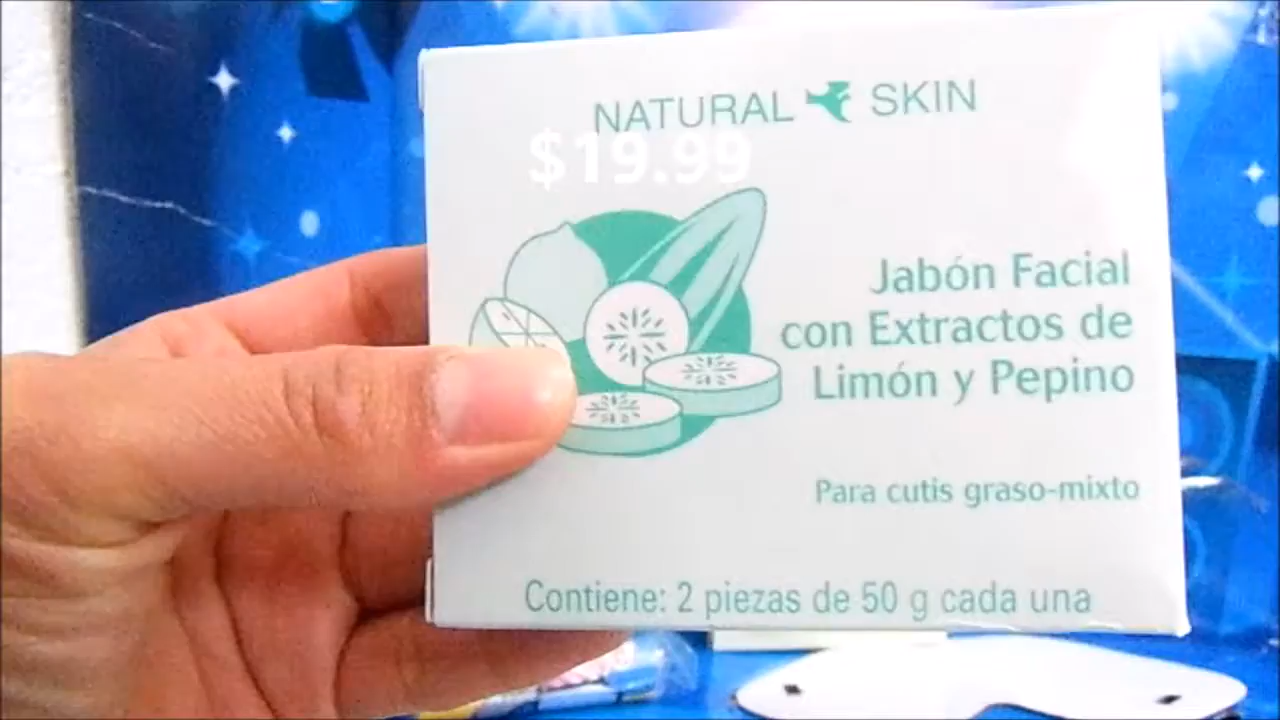 NATURAL SKIN
$19.99
Jabón Facial
con Extractos de
Limón y Pepino
Para cutis graso-mixto
Contiene: 2 piezas de 50 g cada una